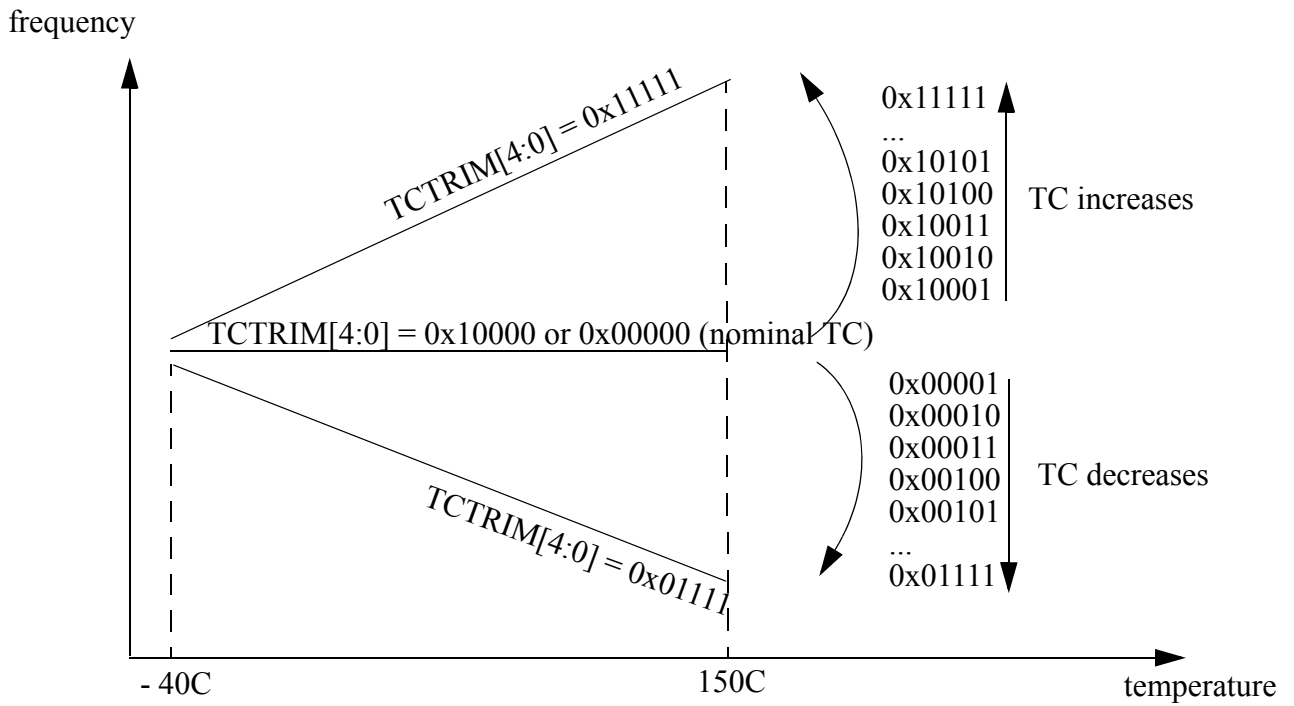 frequency
TCTRIM[4:0] = 0x11111
0x11111
...
0x10101
0x10100
0x10011
0x10010
0x10001
TC increases
TCTRIM[4:0] = 0x10000 or 0x00000 (nominal TC)
0x00001
0x00010
0x00011
0x00100
0x00101
...
0x01111
TC decreases
TCTRIM[4:0] = 0x01111
- 40C
150C
temperature